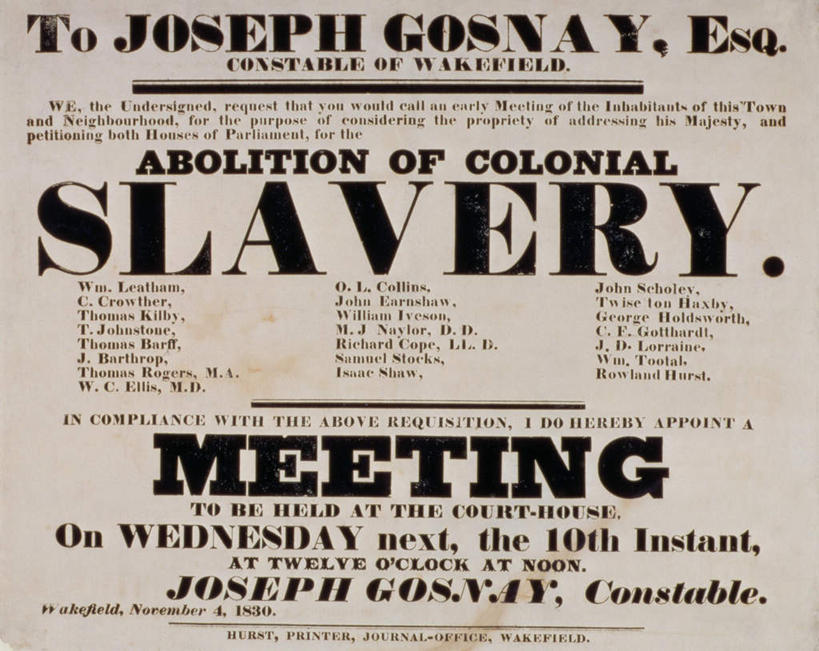 To JOSEPH GOSNAY, Esq.
CONSTABLE OF WAKEFIELD.
WE, the Undersigned, request that you would call an early Meeting of the Inhabitants of this Town
and Neighbourhood, for the purpose of considering the propriety of addressing his Majesty, and
petitioning both Houses of Parliament, for the
ABOLITION OF COLONIAL
SLAVERY.
Wm. Leatham,
C. Crowther,
Thomas Kilby,
T. Johnstone,
Thomas Barff,
J. Barthrop,
Thomas Rogers, M.A.
W. C. Ellis, M.D.
O. L. Collins,
John Earnshaw,
William Iveson,
M. J Naylor, D. D.
Richard Cope, LL. D.
Samuel Stocks,
Isaac Shaw,
John Scholey,
Twiseton Haxby,
George Holdsworth,
C. F. Gotthardt,
J. D. Lorraine,
Wm. Tootal,
Rowland Hurst.
IN COMPLIANCE WITH THE ABOVE REQUISITION, I DO HEREBY APPOINT A
MEETING
TO BE HELD AT THE COURT-HOUSE,
On WEDNESDAY next, the 10th Instant,
AT TWELVE O'CLOCK AT NOON.
JOSEPH GOSNAY, Constable.
Wakefield, November 4, 1830.
HURST, PRINTER, JOURNAL-OFFICE, WAKEFIELD.